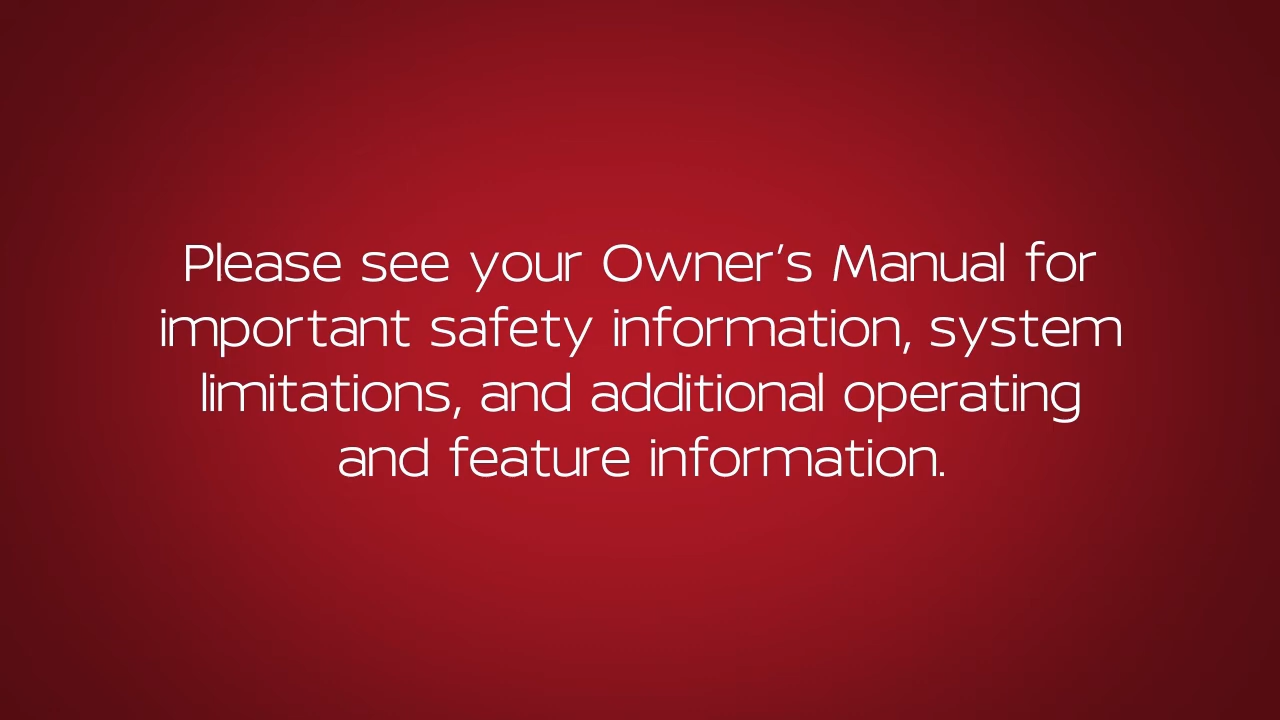 Please see your Owner’s Manual for
important safety information, system
limitations, and additional operating
and feature information.